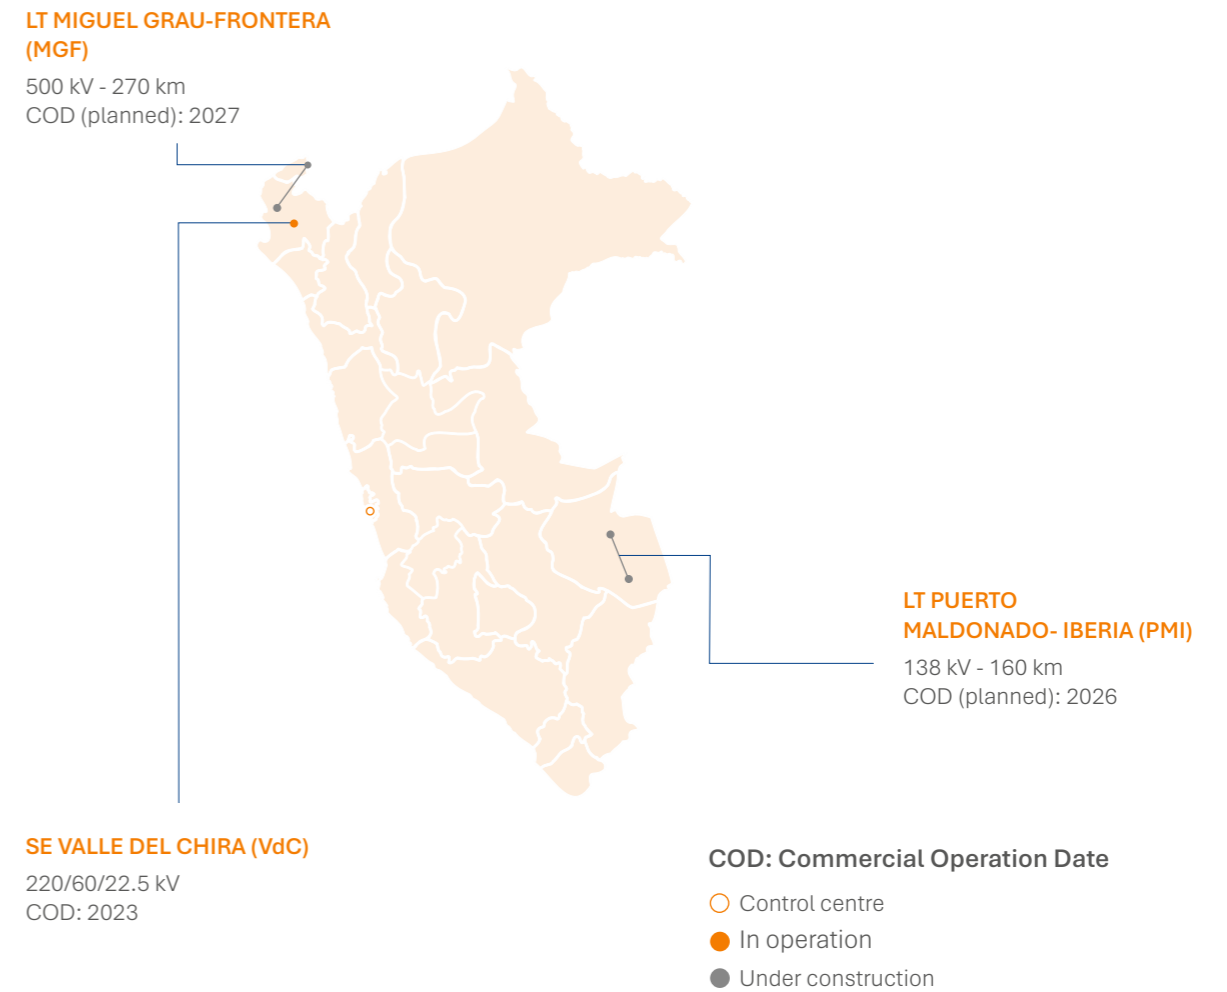 LT MIGUEL GRAU-FRONTERA
(MGF)
500 kV - 270 km
COD (planned): 2027
LT PUERTO
MALDONADO- IBERIA (PMI)
138 kV - 160 km
COD (planned): 2026
SE VALLE DEL CHIRA (VdC)
220/60/22.5 kV
COD: 2023
COD: Commercial Operation Date
Control centre
In operation
Under construction